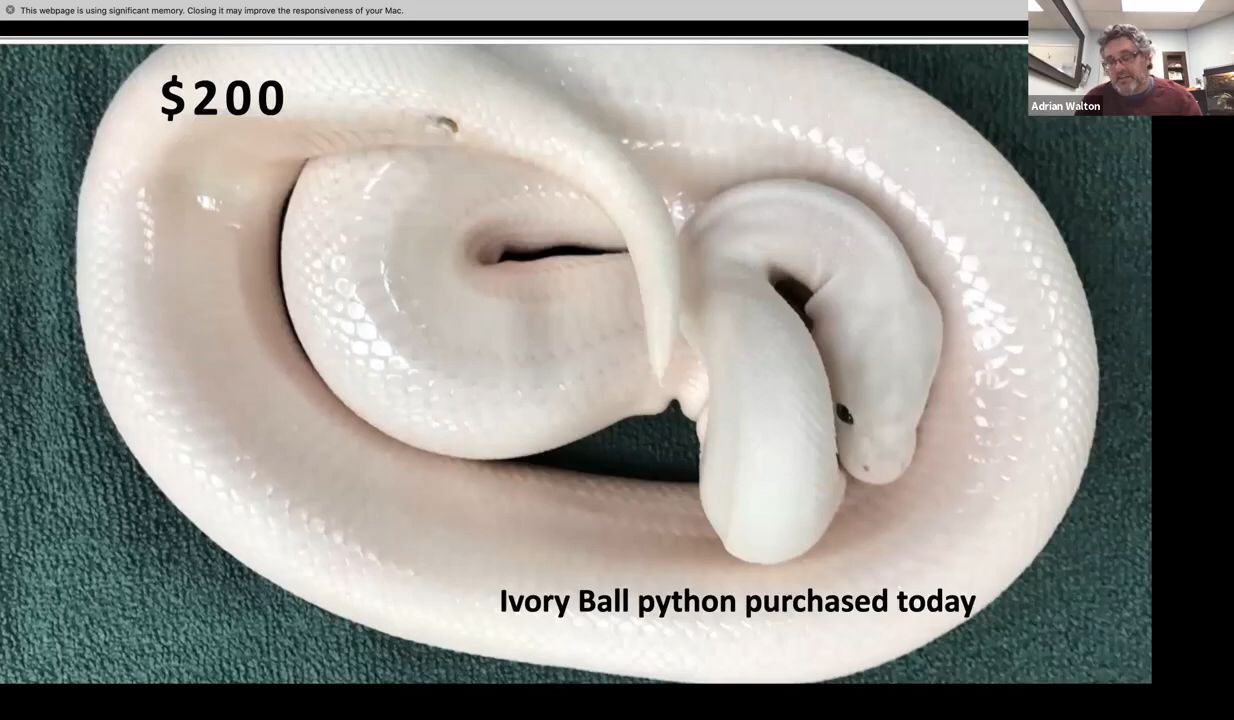 This webpage is using significant memory. Closing it may improve the responsiveness of your Mac.
$200
Adrian Walton
Ivory Ball python purchased today